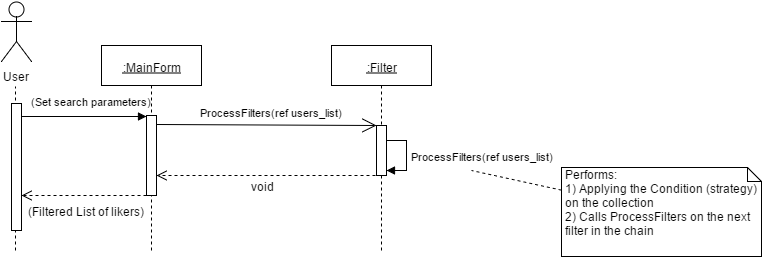 User
:MainForm
:Filter
(Set search parameters)
ProcessFilters(ref users_list)
ProcessFilters(ref users_list)
void
(Filtered List of likers)
Performs:
1) Applying the Condition (strategy)
on the collection
2) Calls ProcessFilters on the next
filter in the chain